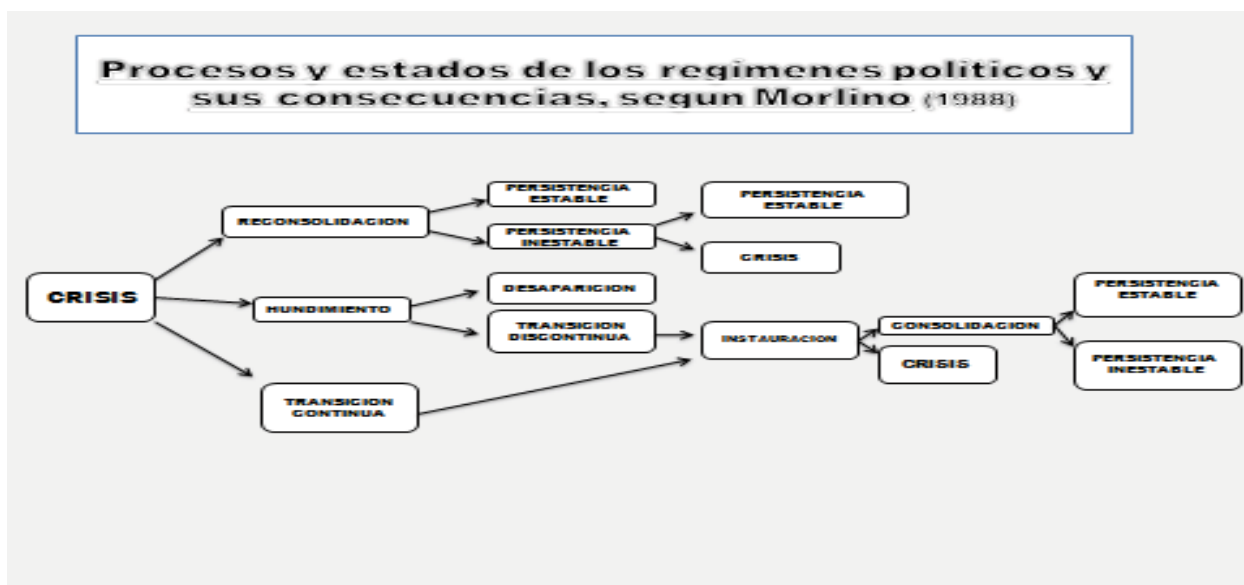 Procesos y estados de los regimenes politicos y
sus consecuencias, segun Morlino (1988)
CRISIS
RECONSOLIDACION
PERSISTENCIA
ESTABLE
PERSISTENCIA
INESTABLE
PERSISTENCIA
ESTABLE
CRISIS
HUNDIMIENTO
DESAPARICION
TRANSICION
DISCONTINUA
TRANSICION
CONTINUA
INSTAURACION
CONSOLIDACION
CRISIS
PERSISTENCIA
ESTABLE
PERSISTENCIA
INESTABLE